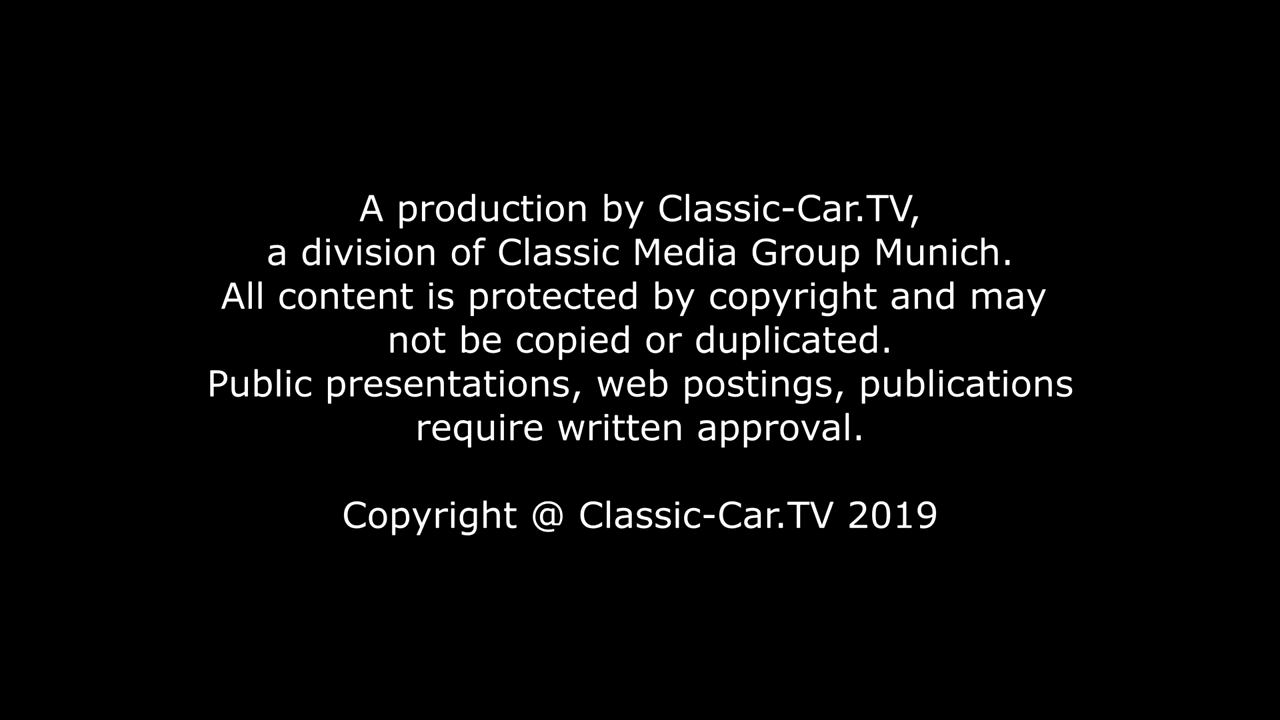 A production by Classic-Car.TV,
a division of Classic Media Group Munich.
All content is protected by copyright and may
not be copied or duplicated.
Public presentations, web postings, publications
require written approval.
Copyright @ Classic-Car.TV 2019